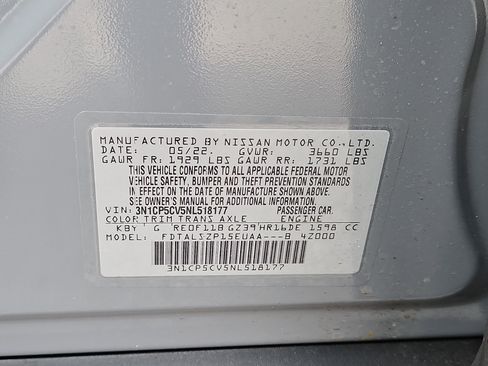 MANUFACTURED BY NISSAN MOTOR CO.,LTD.
DATE: 05/22. GVWR: 3660 LBS
GAWR FR: 1929 LBS GAWR RR: 1731 LBS
THIS VEHICLE CONFORMS TO ALL APPLICABLE FEDERAL MOTOR
VEHICLE SAFETY, BUMPER AND THEFT PREVENTION STANDARDS
IN EFFECT ON THE DATE OF MANUFACTURE SHOWN ABOVE.
SEE OWNER'S MANUAL FOR ADDITIONAL INFORMATION.
VIN: 3N1CP5CV5NL518177 PASSENGER CAR.
COLOR TRIM TRANS AXLE ENGINE
KBY G RE0F11B GZ39 HR16DE 1598 CC
MODEL: FDTALSZP15EUAA---B 4Z000
3N1CP5CV5NL518177